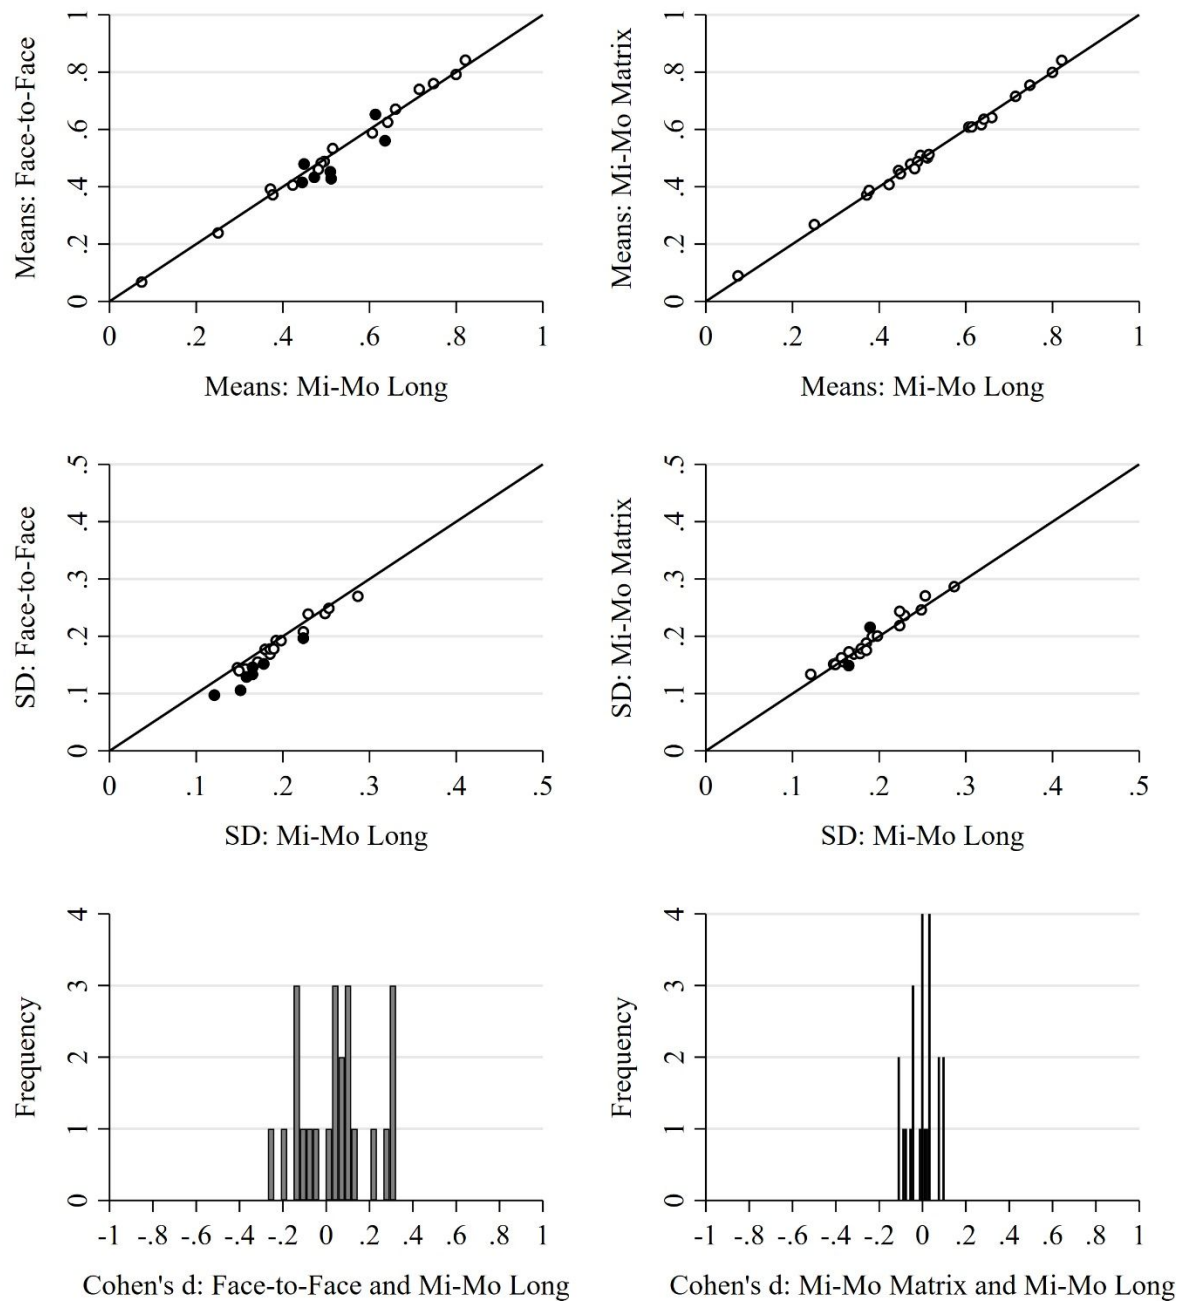 Means: Face-to-Face
0 .2 .4 .6 .8 1
0 .2 .4 .6 .8 1
Means: Mi-Mo Long
Means: Mi-Mo Matrix
0 .2 .4 .6 .8 1
0 .2 .4 .6 .8 1
Means: Mi-Mo Long
SD: Face-to-Face
0 .1 .2 .3 .4 .5
0 .1 .2 .3 .4 .5
SD: Mi-Mo Long
SD: Mi-Mo Matrix
0 .1 .2 .3 .4 .5
0 .1 .2 .3 .4 .5
SD: Mi-Mo Long
Frequency
0 1 2 3 4
-1 -.8 -.6 -.4 -.2 0 .2 .4 .6 .8 1
Cohen's d: Face-to-Face and Mi-Mo Long
Frequency
0 1 2 3 4
-1 -.8 -.6 -.4 -.2 0 .2 .4 .6 .8 1
Cohen's d: Mi-Mo Matrix and Mi-Mo Long